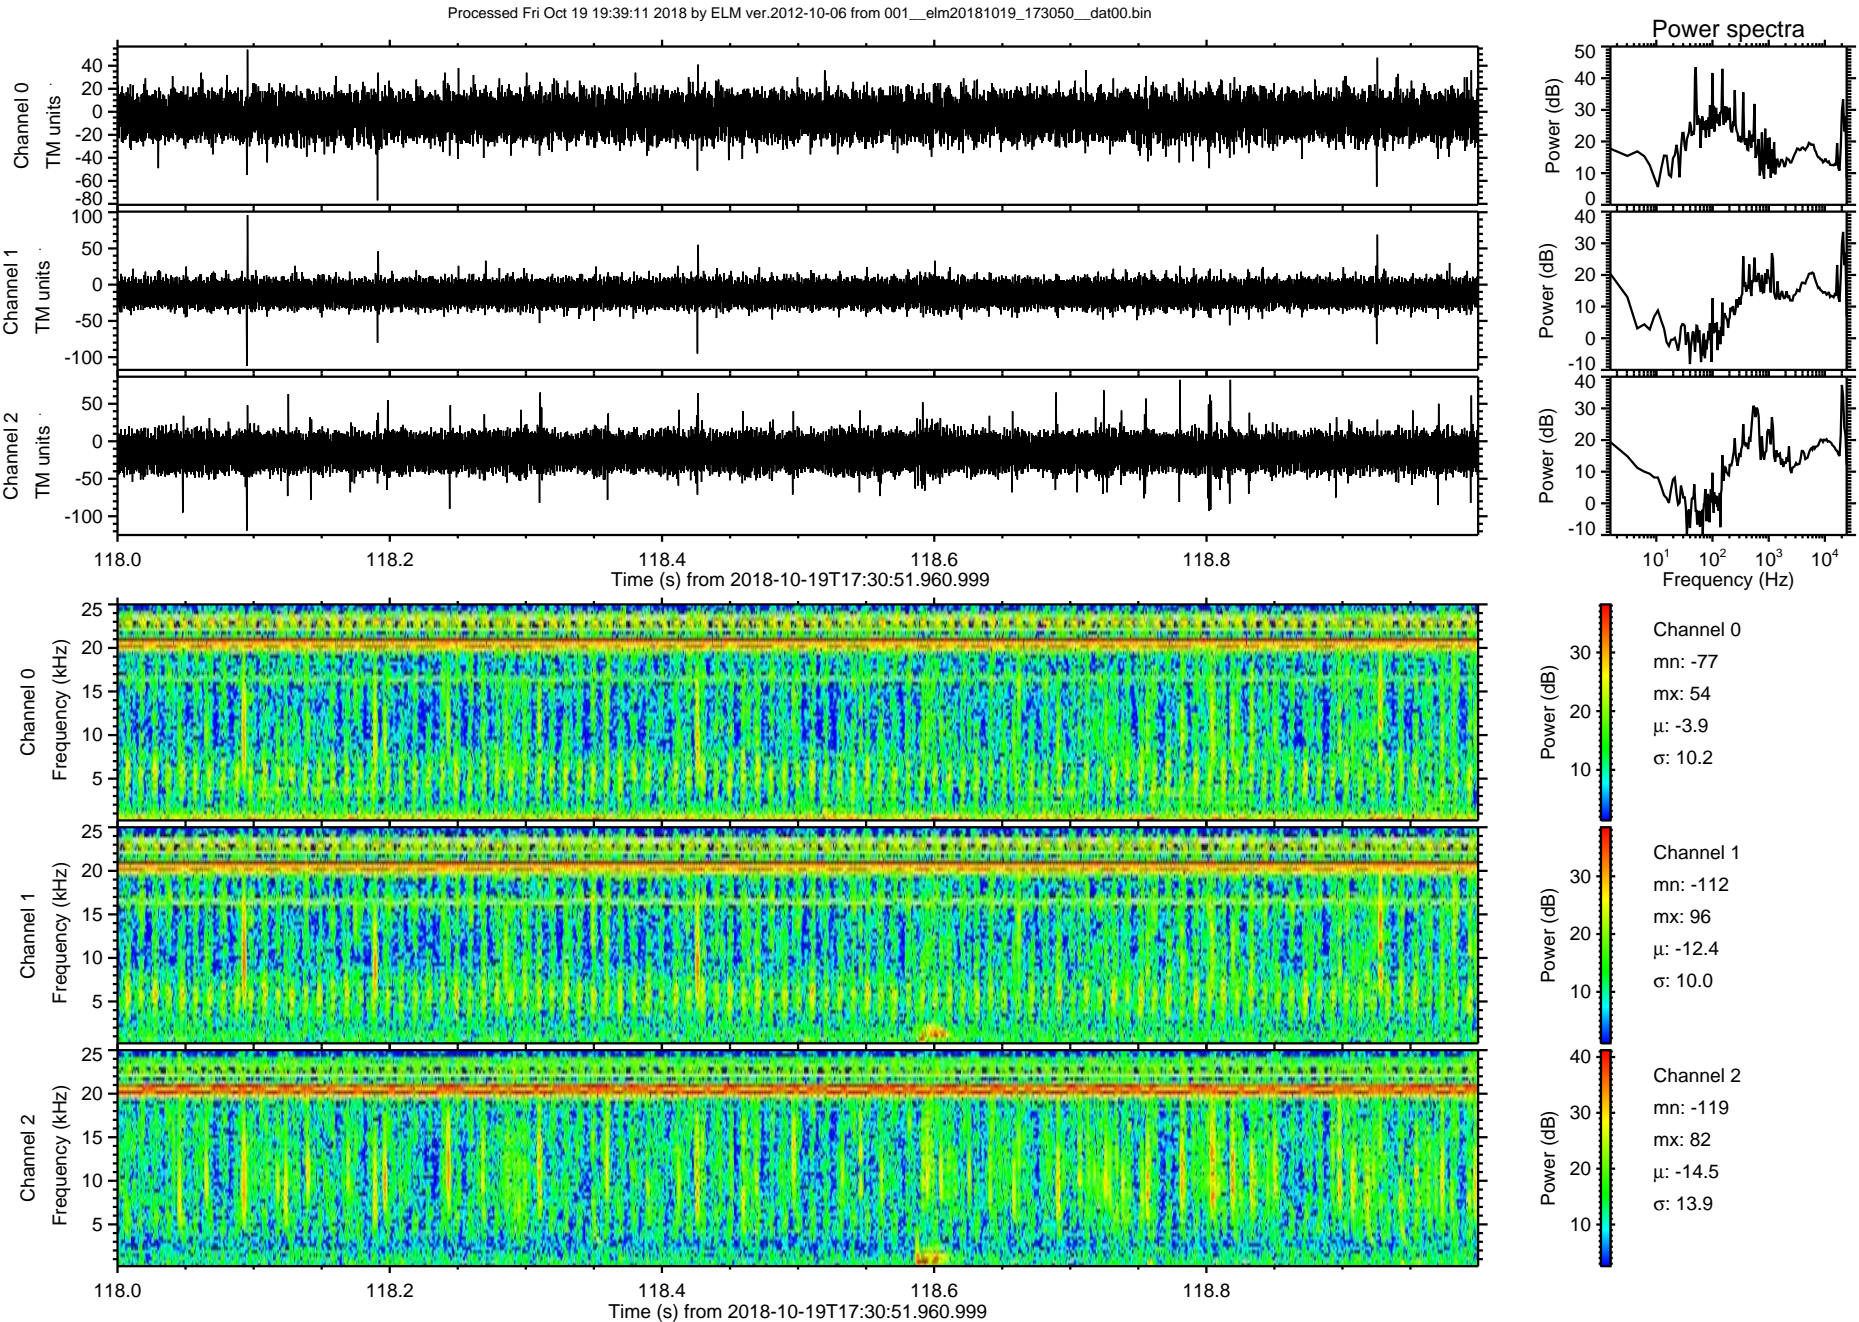 Processed Fri Oct 19 19:39:11 2018 by ELM ver.2012-10-06 from 001__elm20181019_173050__dat00.bin
Power spectra
Channel 0
TM units
40
20
0
-20
-40
-60
-80
Power (dB)
50
40
30
20
10
0
Channel 1
TM units
100
50
0
-50
-100
Power (dB)
40
30
20
10
0
-10
Channel 2
TM units
50
0
-50
-100
Power (dB)
40
30
20
10
0
-10
118.0 118.2 118.4 118.6 118.8
Time (s) from 2018-10-19T17:30:51.960.999
10^1 10^2 10^3 10^4
Frequency (Hz)
Channel 0
Frequency (kHz)
25
20
15
10
5
Power (dB)
30
20
10
Channel 0
mn: -77
mx: 54
µ: -3.9
σ: 10.2
Channel 1
Frequency (kHz)
25
20
15
10
5
Power (dB)
30
20
10
Channel 1
mn: -112
mx: 96
µ: -12.4
σ: 10.0
Channel 2
Frequency (kHz)
25
20
15
10
5
Power (dB)
40
30
20
10
Channel 2
mn: -119
mx: 82
µ: -14.5
σ: 13.9
118.0 118.2 118.4 118.6 118.8
Time (s) from 2018-10-19T17:30:51.960.999